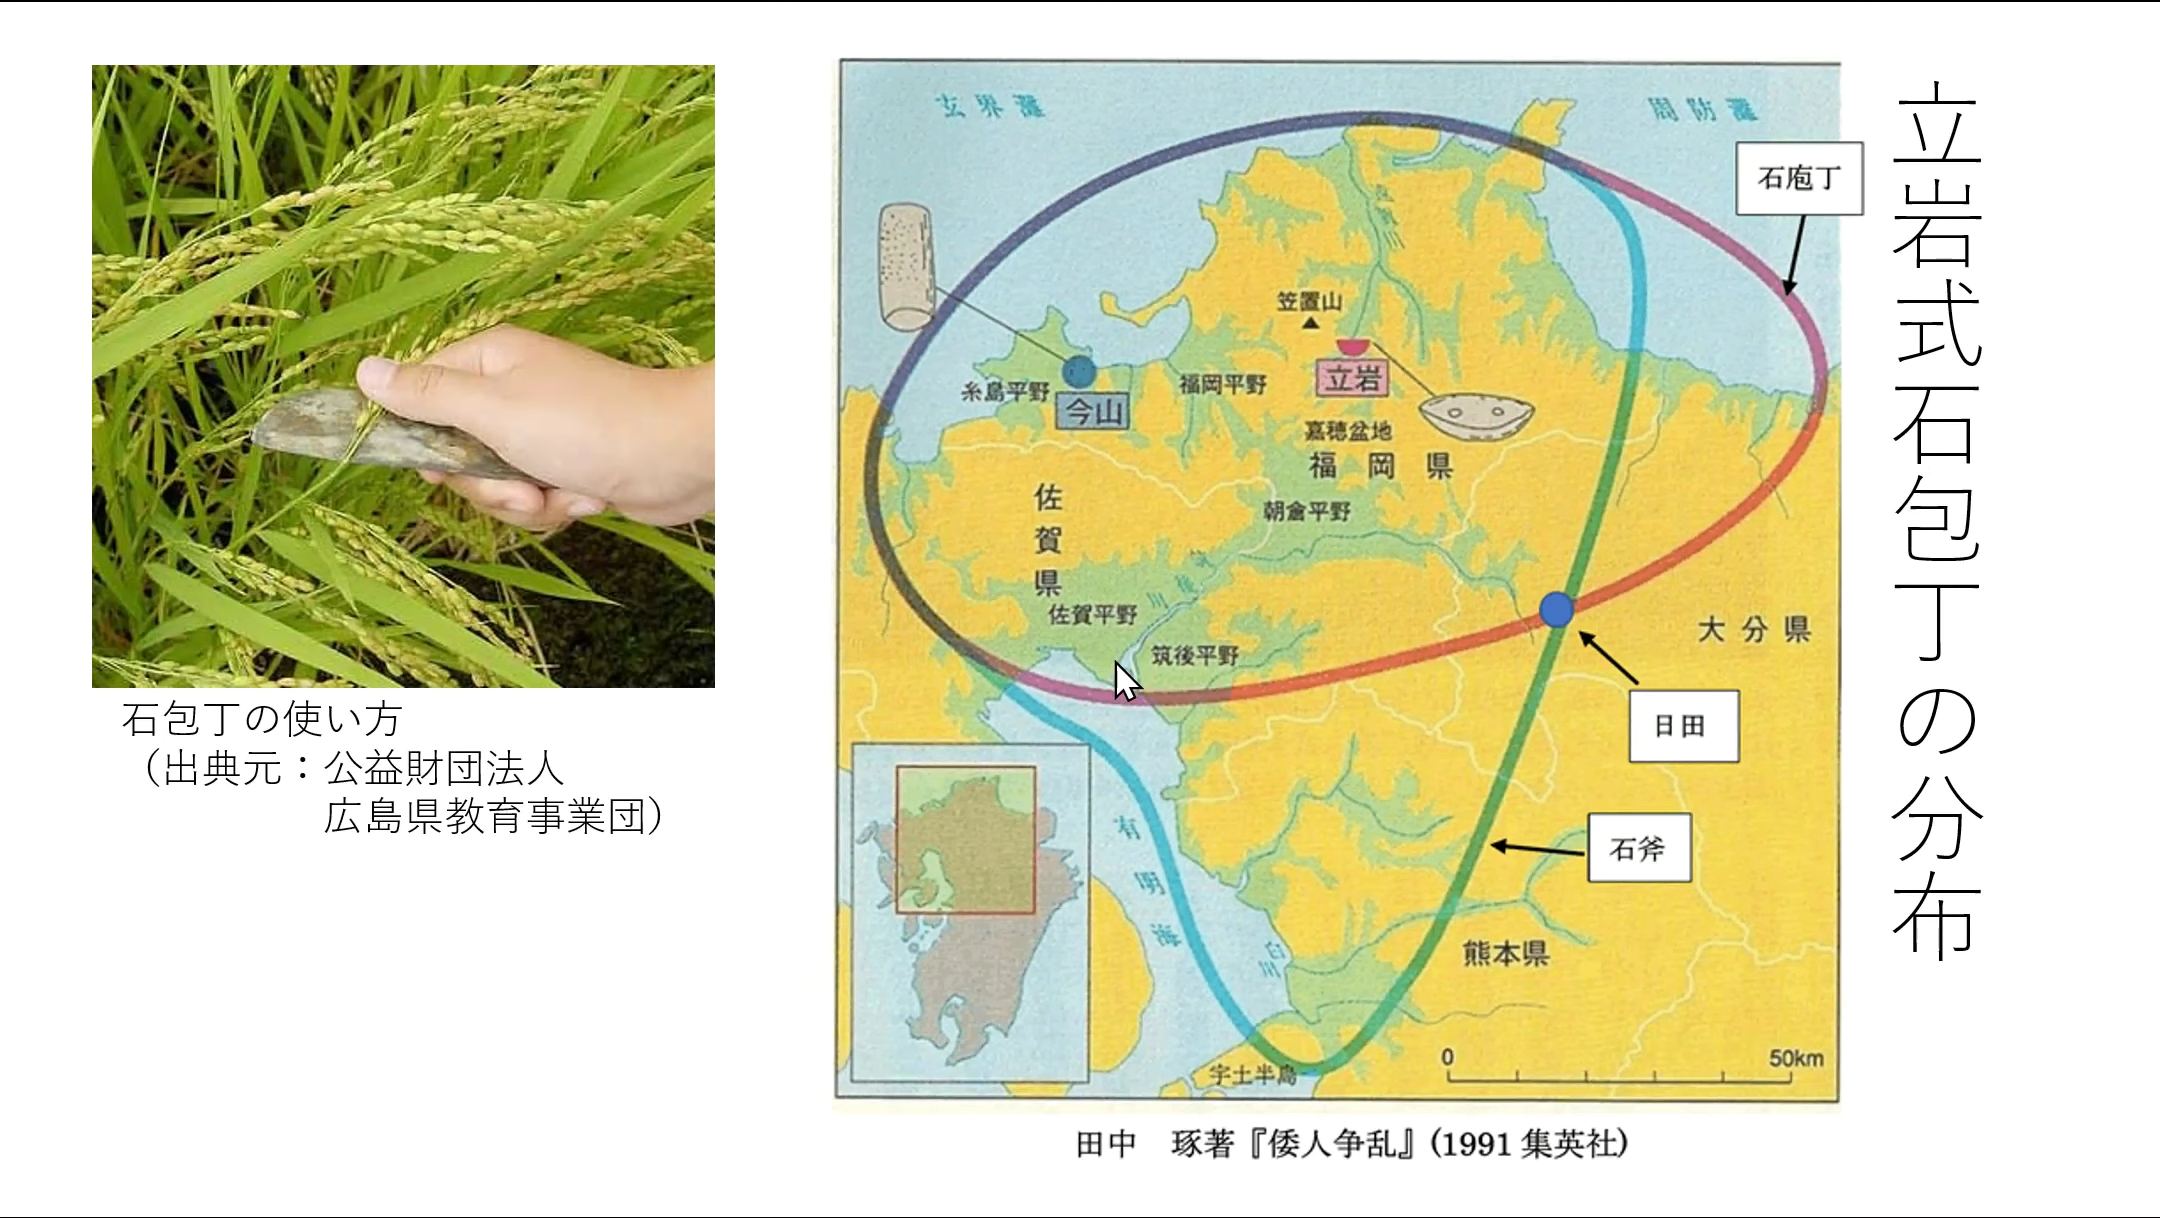 立岩式石包丁の分布
石包丁の使い方
（出典元：公益財団法人
広島県教育事業団）
玄界灘
周防灘
石庖丁
笠置山
立岩
糸島平野
今山
福岡平野
嘉穂盆地
福岡県
佐賀県
朝倉平野
佐賀平野
筑後川
筑後平野
大分県
日田
有明海
石斧
白川
熊本県
宇土半島
0
50km
田中　琢著『倭人争乱』(1991 集英社)